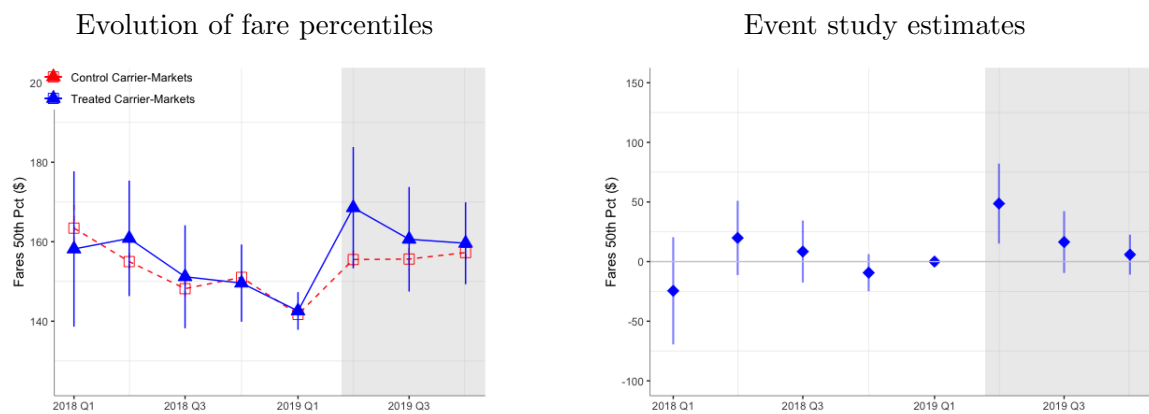 Evolution of fare percentiles
Control Carrier-Markets
Treated Carrier-Markets
Fares 50th Pct ($)
20
180
160
140
2018 Q1
2018 Q3
2019 Q1
2019 Q3
Event study estimates
Fares 50th Pct ($)
150
100
50
0
-50
-100
2018 Q1
2018 Q3
2019 Q1
2019 Q3